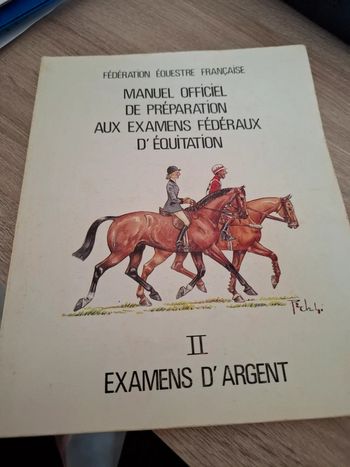 FÉDÉRATION ÉQUESTRE FRANÇAISE
MANUEL OFFICIEL
DE PRÉPARATION
AUX EXAMENS FÉDÉRAUX
D'ÉQUITATION
II
EXAMENS D'ARGENT